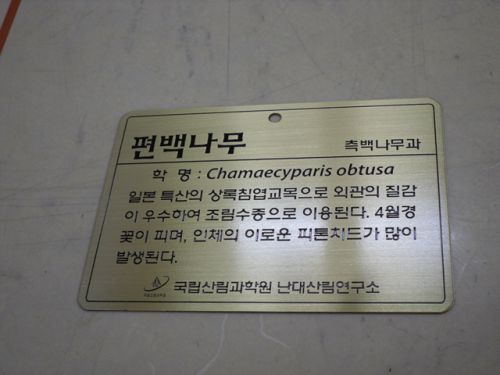 편백나무 측백나무과
학 명 : Chamaecyparis obtusa
일본 특산의 상록침엽교목으로 외관의 질감
이 우수하여 조림수종으로 이용된다. 4월경
꽃이 피며, 인체의 이로운 피톤치드가 많이
발생된다.
국립산림과학원 난대산림연구소